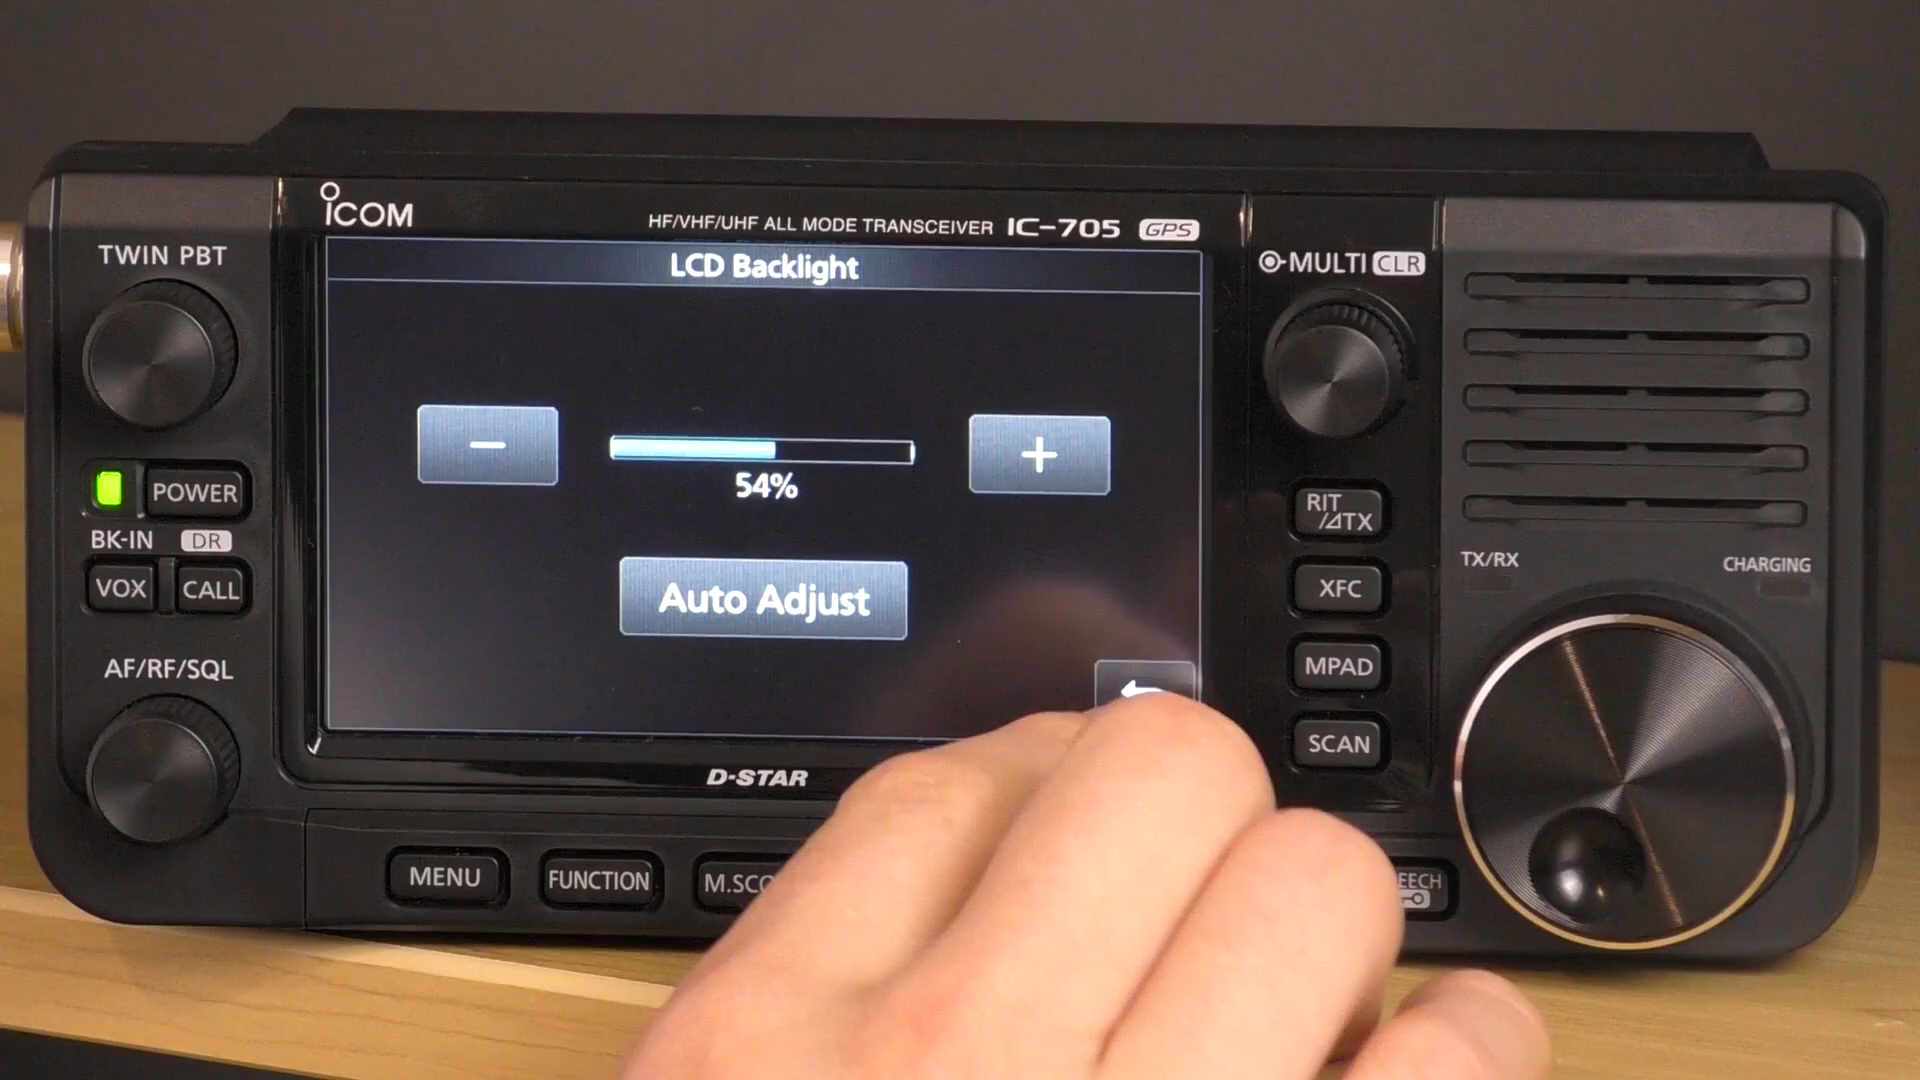 ICOM
HF/VHF/UHF ALL MODE TRANSCEIVER IC-705 GPS
TWIN PBT
LCD Backlight
MULTI CLR
−
+
54%
POWER
BK-IN DR
VOX CALL
Auto Adjust
RIT
/⊿TX
XFC
TX/RX
CHARGING
AF/RF/SQL
MPAD
SCAN
D-STAR
MENU
FUNCTION